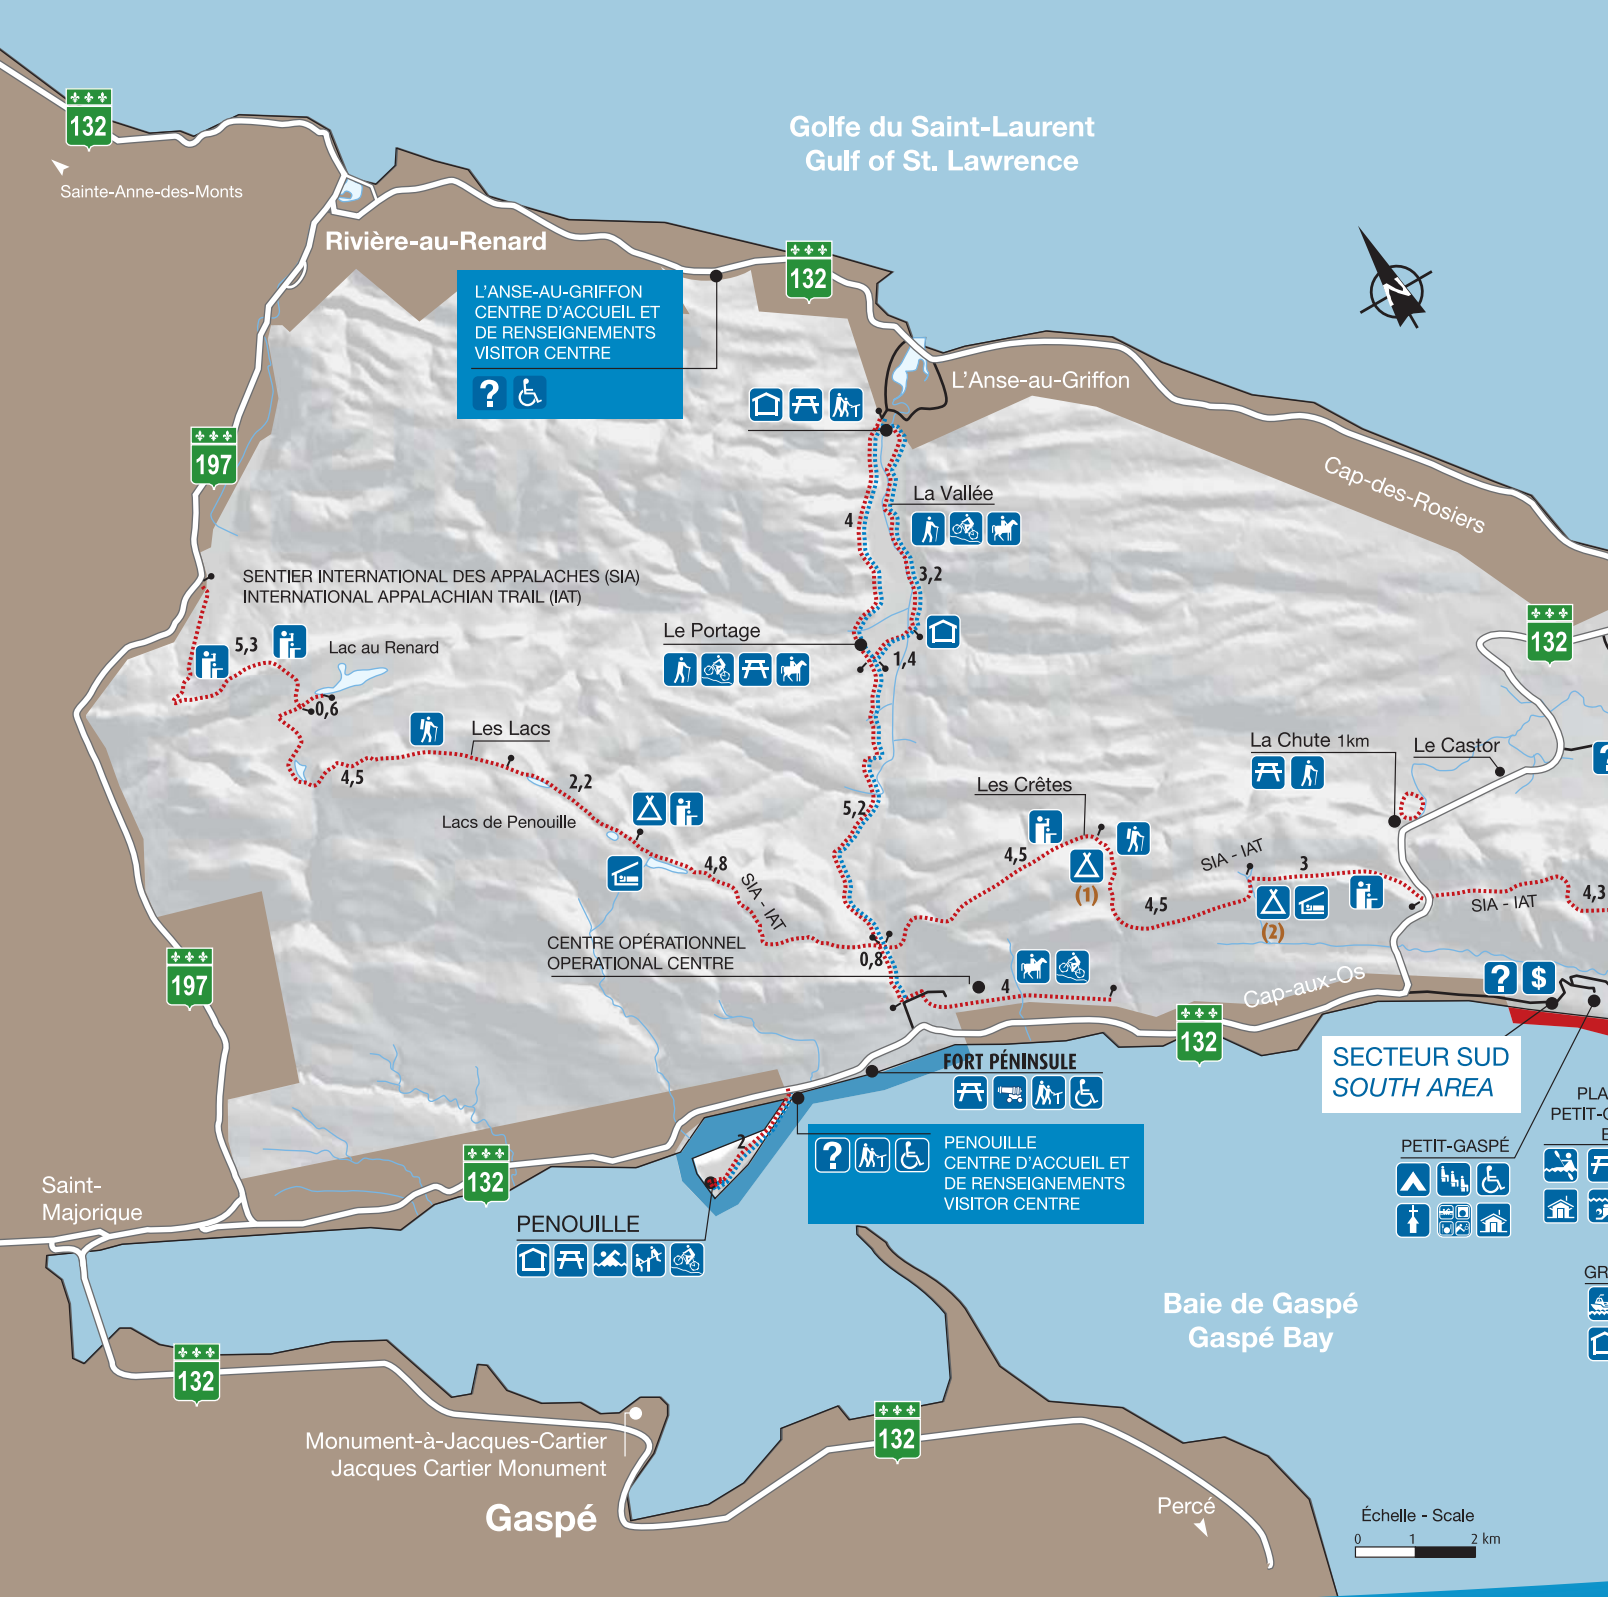 132
Sainte-Anne-des-Monts
Golfe du Saint-Laurent
Gulf of St. Lawrence
Rivière-au-Renard
132
N
L'ANSE-AU-GRIFFON
CENTRE D'ACCUEIL ET
DE RENSEIGNEMENTS
VISITOR CENTRE
?
L'Anse-au-Griffon
197
Cap-des-Rosiers
La Vallée
4
3,2
SENTIER INTERNATIONAL DES APPALACHES (SIA)
INTERNATIONAL APPALACHIAN TRAIL (IAT)
5,3
Lac au Renard
Le Portage
1,4
132
0,6
Les Lacs
4,5
2,2
La Chute 1km
Le Castor
?
Les Crêtes
Lacs de Penouille
5,2
4,8
SIA - IAT
4,5
(1)
4,5
SIA - IAT
3
(2)
SIA - IAT
4,3
CENTRE OPÉRATIONNEL
OPERATIONAL CENTRE
0,8
4
197
Cap-aux-Os
? $
132
FORT PÉNINSULE
SECTEUR SUD
SOUTH AREA
PLA
PETIT-G
E
2
?
PENOUILLE
CENTRE D'ACCUEIL ET
DE RENSEIGNEMENTS
VISITOR CENTRE
PETIT-GASPÉ
132
Saint-
Majorique
PENOUILLE
GR
Baie de Gaspé
Gaspé Bay
132
132
Monument-à-Jacques-Cartier
Jacques Cartier Monument
Gaspé
Percé
Échelle - Scale
0 1 2 km